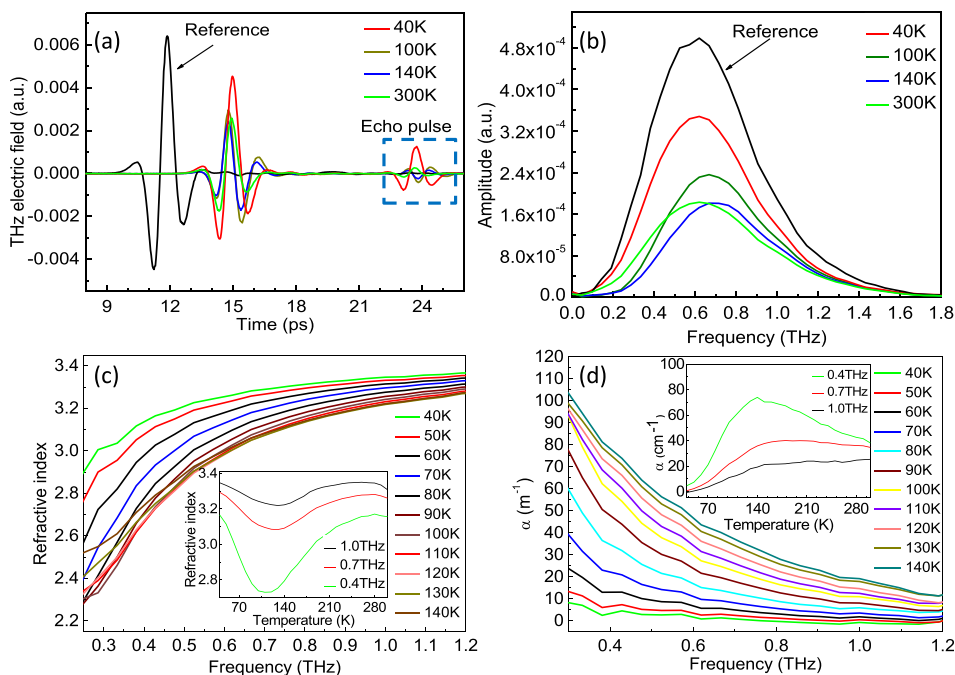 (a)
Reference
40K
100K
140K
300K
Echo pulse
THz electric field (a.u.)
0.006
0.004
0.002
0.000
-0.002
-0.004
9 12 15 18 21 24
Time (ps)
(b)
Reference
40K
100K
140K
300K
Amplitude (a.u.)
4.8x10-4
3.2x10-4
1.6x10-4
8.0x10-5
0.0
0.0 0.2 0.4 0.6 0.8 1.0 1.2 1.4 1.6 1.8
Frequency (THz)
(c)
Refractive index
3.4
3.2
3.0
2.8
2.6
2.4
2.2
0.3 0.4 0.5 0.6 0.7 0.8 0.9 1.0 1.1 1.2
Frequency (THz)
40K
50K
60K
70K
80K
90K
100K
110K
120K
130K
140K
Refractive index
3.4
3.2
3.0
2.8
70 140 210 280
Temperature (K)
1.0THz
0.7THz
0.4THz
(d)
α (m-1)
120
110
100
90
80
70
60
50
40
30
20
10
0
0.4 0.6 0.8 1.0 1.2
Frequency (THz)
40K
50K
60K
70K
80K
90K
100K
110K
120K
130K
140K
α (cm-1)
100
80
60
40
20
0
70 140 210 280
Temperature (K)
0.4THz
0.7THz
1.0THz